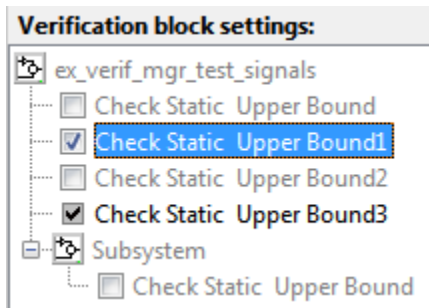 Verification block settings:
ex_verif_mgr_test_signals
Check Static Upper Bound
Check Static Upper Bound1
Check Static Upper Bound2
Check Static Upper Bound3
Subsystem
Check Static Upper Bound